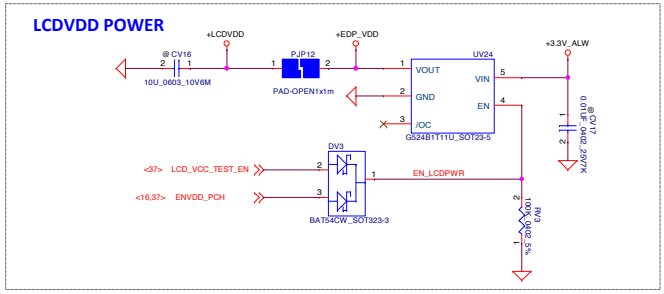 LCDVDD POWER
+LCDVDD
+EDP_VDD
+3.3V_ALW
@ CV16
2
1
10U_0603_10V6M
PJP12
1
2
PAD-OPEN1x1m
UV24
1
VOUT
VIN
5
2
GND
EN
4
3
/OC
G524B1T11U_SOT23-5
1
2
@ CV17
0.01UF_0402_25V7K
DV3
<37>
LCD_VCC_TEST_EN
2
1
EN_LCDPWR
<16,37>
ENVDD_PCH
3
BAT54CW_SOT323-3
2
1
RV3
100K_0402_5%